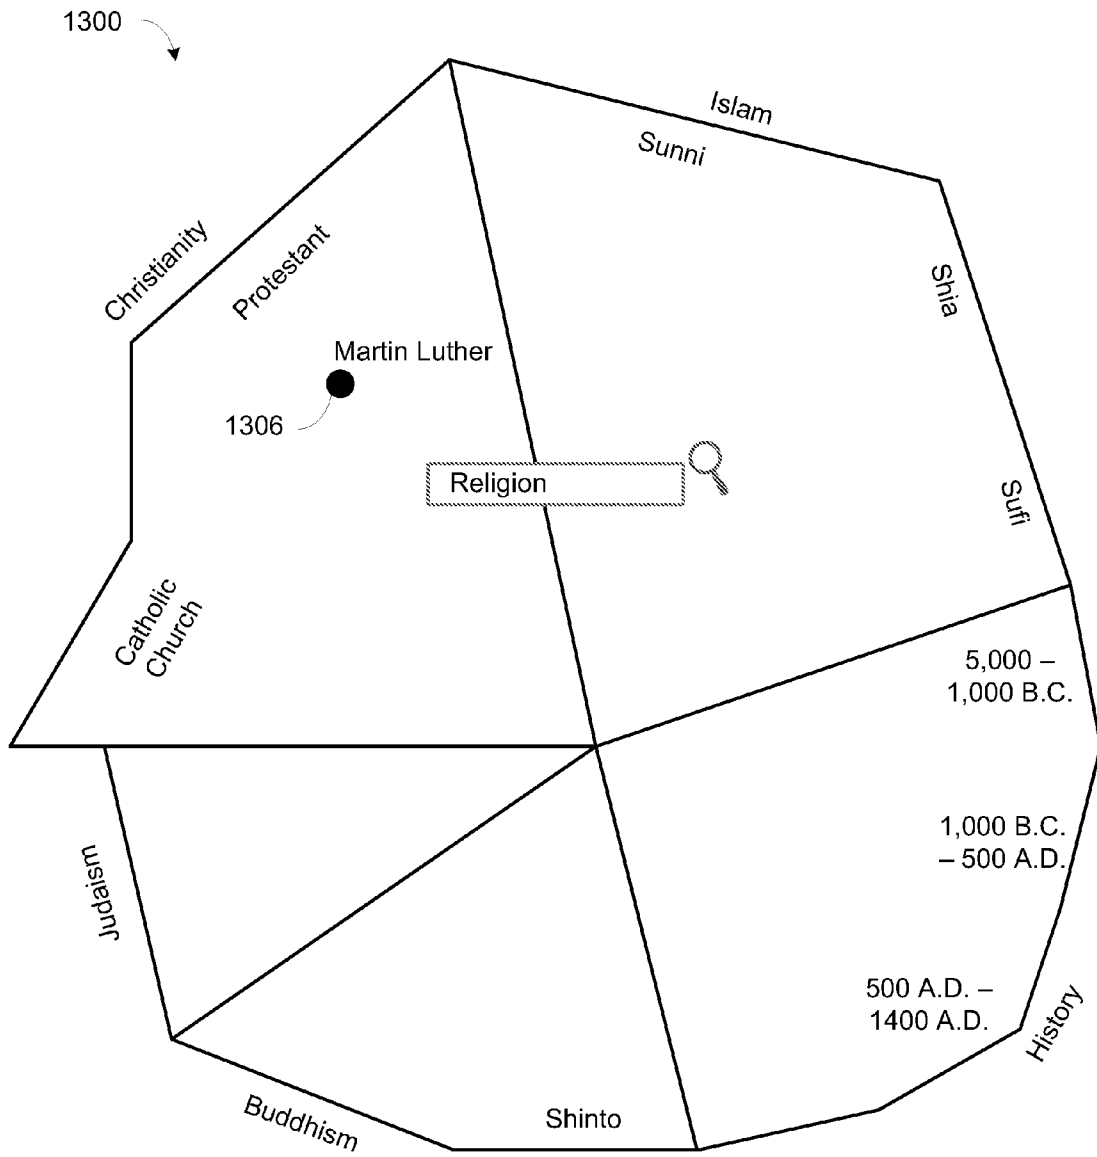 1300
Islam
Sunni
Christianity
Protestant
Shia
Martin Luther
1306
Religion
Sufi
Catholic
Church
5,000 –
1,000 B.C.
1,000 B.C.
– 500 A.D.
Judaism
500 A.D. –
1400 A.D.
History
Buddhism
Shinto